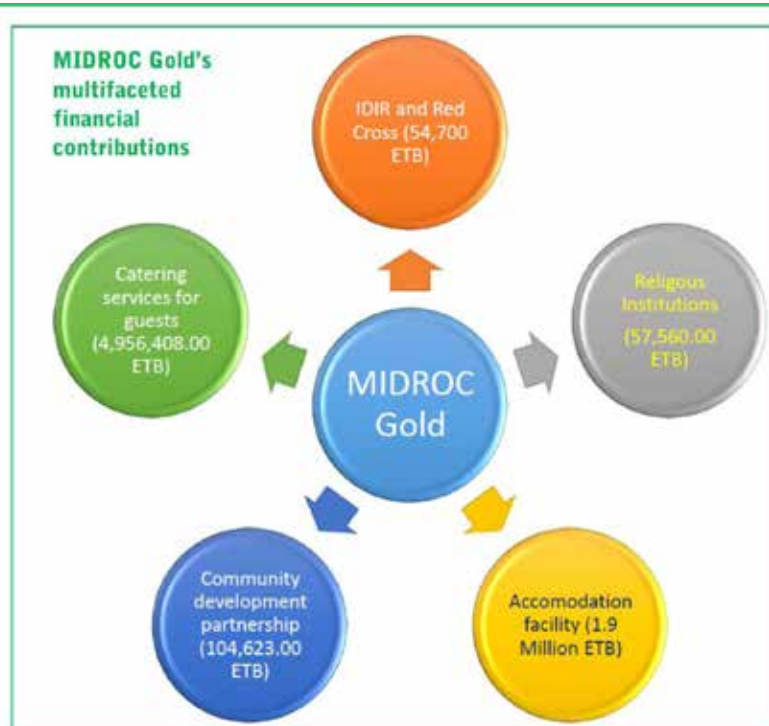 MIDROC Gold's
multifaceted
financial
contributions
IDIR and Red
Cross (54,700
ETB)
Catering
services for
guests
(4,956,408.00
ETB)
Religous
Institutions
(57,560.00
ETB)
MIDROC
Gold
Community
development
partnership
(104,623.00
ETB)
Accomodation
facility (1.9
Million ETB)